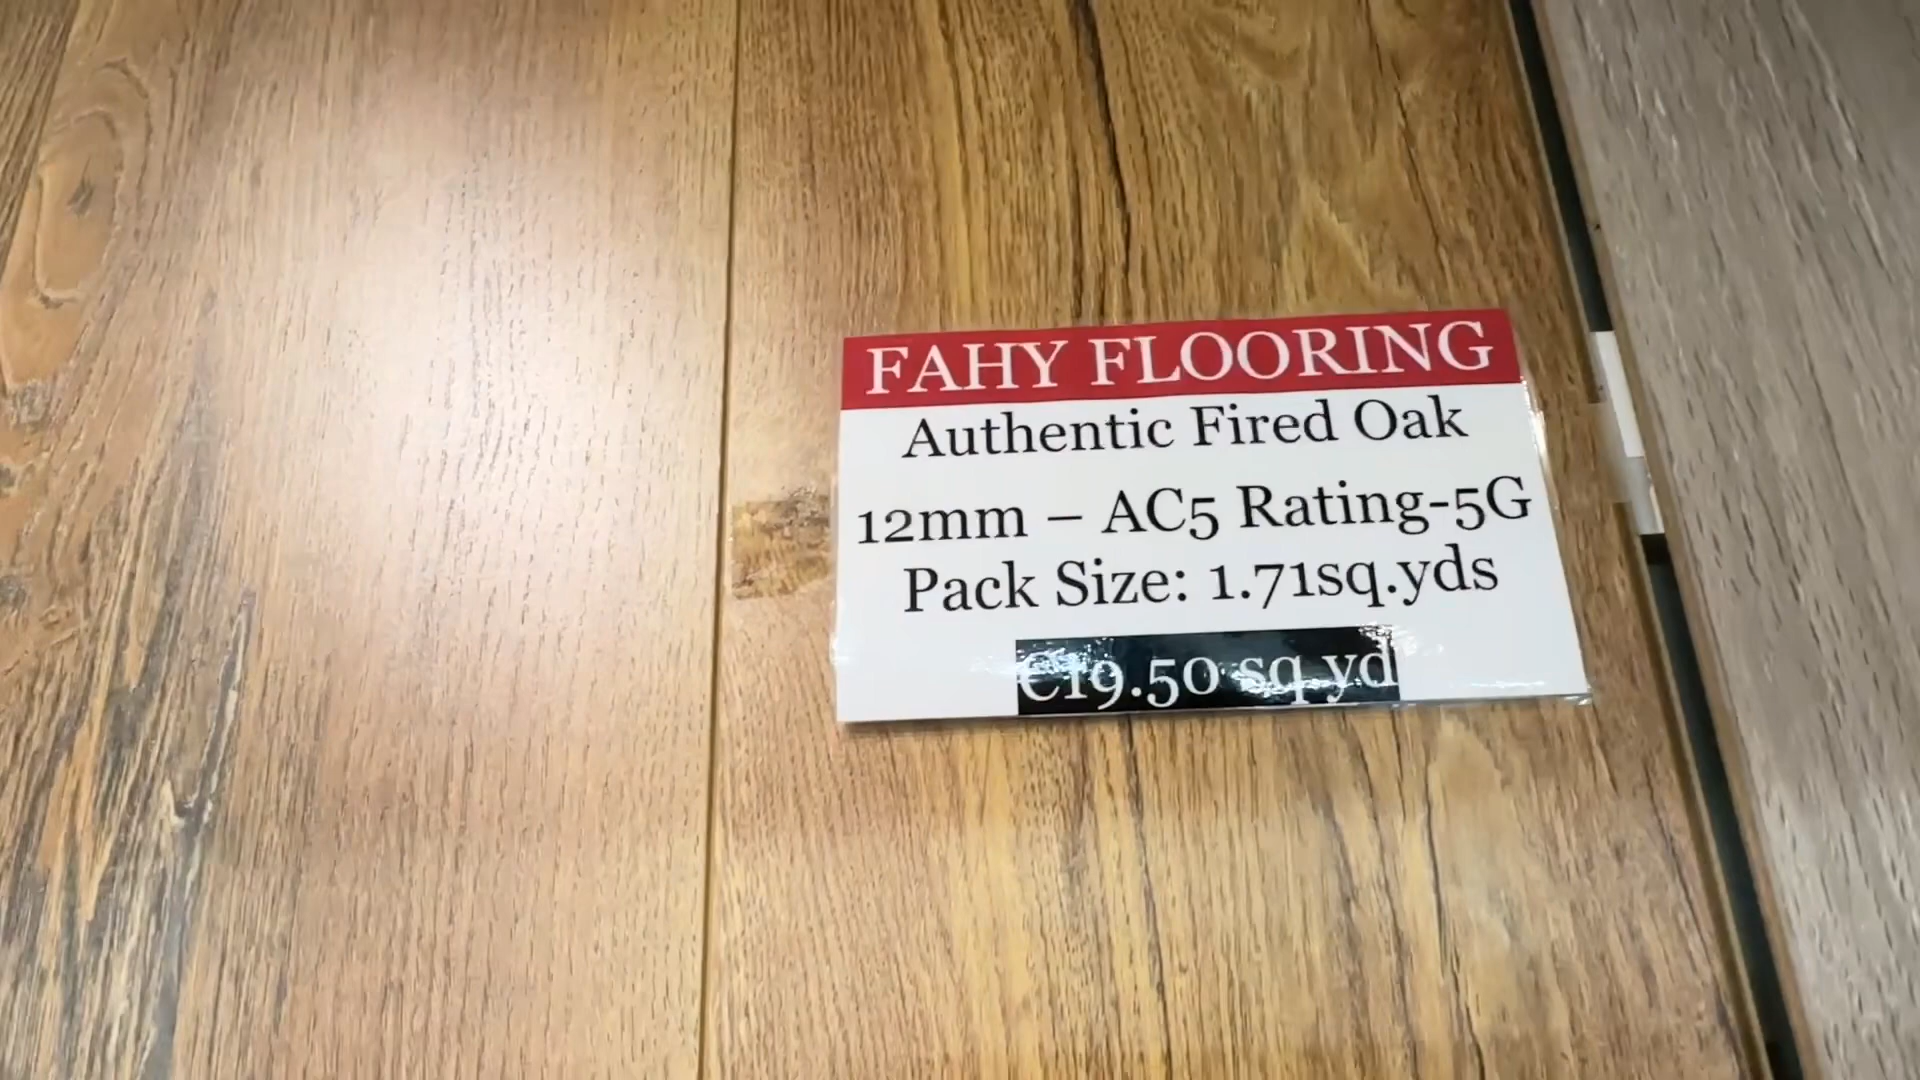 FAHY FLOORING
Authentic Fired Oak
12mm – AC5 Rating-5G
Pack Size: 1.71sq.yds
€19.50 sq.yd